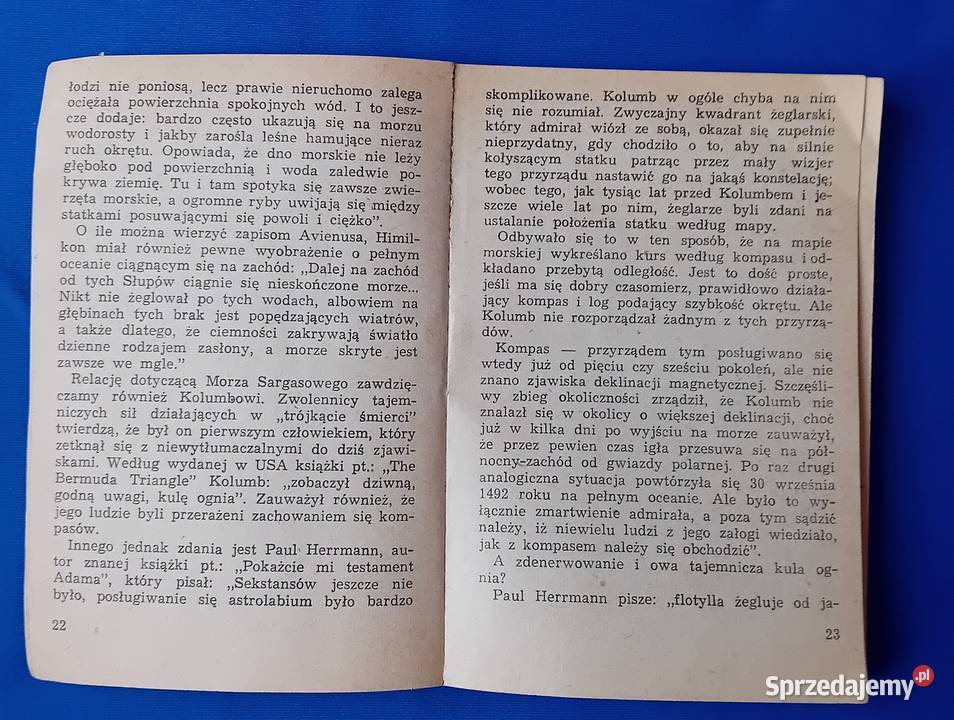 łodzi nie poniosą, lecz prawie nieruchomo zalega
ociężała powierzchnia spokojnych wód. I to jesz-
cze dodaje: bardzo często ukazują się na morzu
wodorosty i jakby zarośla leśne hamujące nieraz
ruch okrętu. Opowiada, że dno morskie nie leży
głęboko pod powierzchnią i woda zaledwie po-
krywa ziemię. Tu i tam spotyka się zawsze zwie-
rzęta morskie, a ogromne ryby uwijają się między
statkami posuwającymi się powoli i ciężko”.
O ile można wierzyć zapisom Avienusa, Himil-
kon miał również pewne wyobrażenie o pełnym
oceanie ciągnącym się na zachód: „Dalej na zachód
od tych Słupów ciągnie się nieskończone morze...
Nikt nie żeglował po tych wodach, albowiem na
głębinach tych brak jest popędzających wiatrów,
a także dlatego, że ciemności zakrywają światło
dzienne rodzajem zasłony, a morze skryte jest
zawsze we mgle.”
Relację dotyczącą Morza Sargasowego zawdzię-
czamy również Kolumbowi. Zwolennicy tajem-
niczych sił działających w „trójkącie śmierci”
twierdzą, że był on pierwszym człowiekiem, który
zetknął się z niewytłumaczalnymi do dziś zjawi-
skami. Według wydanej w USA książki pt.: „The
Bermuda Triangle” Kolumb: „zobaczył dziwną,
godną uwagi, kulę ognia”. Zauważył również, że
jego ludzie byli przerażeni zachowaniem się kom-
pasów.
Innego jednak zdania jest Paul Herrmann, au-
tor znanej książki pt.: „Pokażcie mi testament
Adama”, który pisał: „Sekstansów jeszcze nie
było, posługiwanie się astrolabium było bardzo
22
skomplikowane. Kolumb w ogóle chyba na nim
się nie rozumiał. Zwyczajny kwadrant żeglarski,
który admirał wiózł ze sobą, okazał się zupełnie
nieprzydatny, gdy chodziło o to, aby na silnie
kołyszącym statku patrząc przez mały wizjer
tego przyrządu nastawić go na jakąś konstelację;
wobec tego, jak tysiąc lat przed Kolumbem i je-
szcze wiele lat po nim, żeglarze byli zdani na
ustalanie położenia statku według mapy.
Odbywało się to w ten sposób, że na mapie
morskiej wykreślano kurs według kompasu i od-
kładano przebytą odległość. Jest to dość proste,
jeśli ma się dobry czasomierz, prawidłowo działa-
jący kompas i log podający szybkość okrętu. Ale
Kolumb nie rozporządzał żadnym z tych przyrzą-
dów.
Kompas — przyrządem tym posługiwano się
wtedy już od pięciu czy sześciu pokoleń, ale nie
znano zjawiska deklinacji magnetycznej. Szczęśli-
wy zbieg okoliczności zrządził, że Kolumb nie
znalazł się w okolicy o większej deklinacji, choć
już w kilka dni po wyjściu na morze zauważył,
że przez pewien czas igła przesuwa się na pół-
nocny-zachód od gwiazdy polarnej. Po raz drugi
analogiczna sytuacja powtórzyła się 30 września
1492 roku na pełnym oceanie. Ale było to wy-
łącznie zmartwienie admirała, a poza tym sądzić
należy, iż niewielu ludzi z jego załogi wiedziało,
jak z kompasem należy się obchodzić”.
A zdenerwowanie i owa tajemnicza kula og-
nia?
Paul Herrmann pisze: „flotylla żegluje od ja-
23
Sprzedajemy.pl